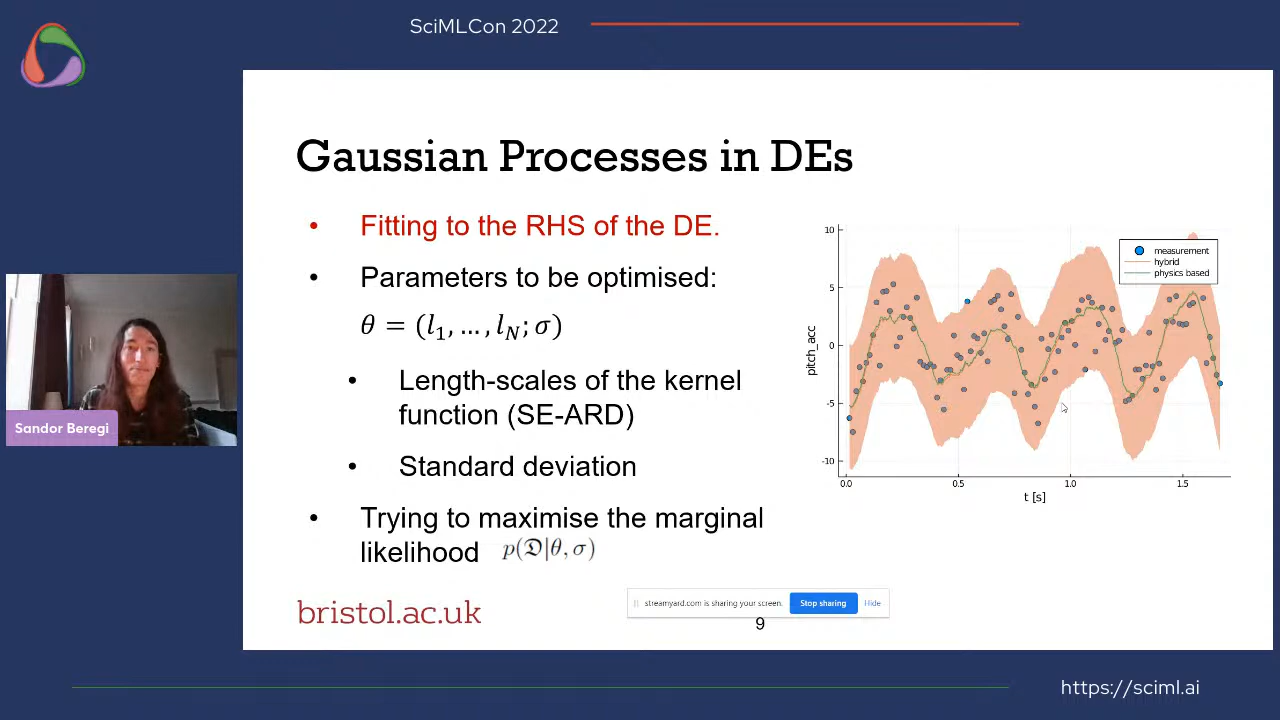 SciMLCon 2022
Gaussian Processes in DEs
• Fitting to the RHS of the DE.
• Parameters to be optimised:
θ = (l₁, … , l_N; σ)
• Length-scales of the kernel
function (SE-ARD)
• Standard deviation
• Trying to maximise the marginal
likelihood p(𝔇|θ, σ)
measurement
hybrid
physics based
10
5
0
-5
-10
pitch_acc
0.0 0.5 1.0 1.5
t [s]
Sandor Beregi
bristol.ac.uk
streamyard.com is sharing your screen. Stop sharing Hide
9
https://sciml.ai